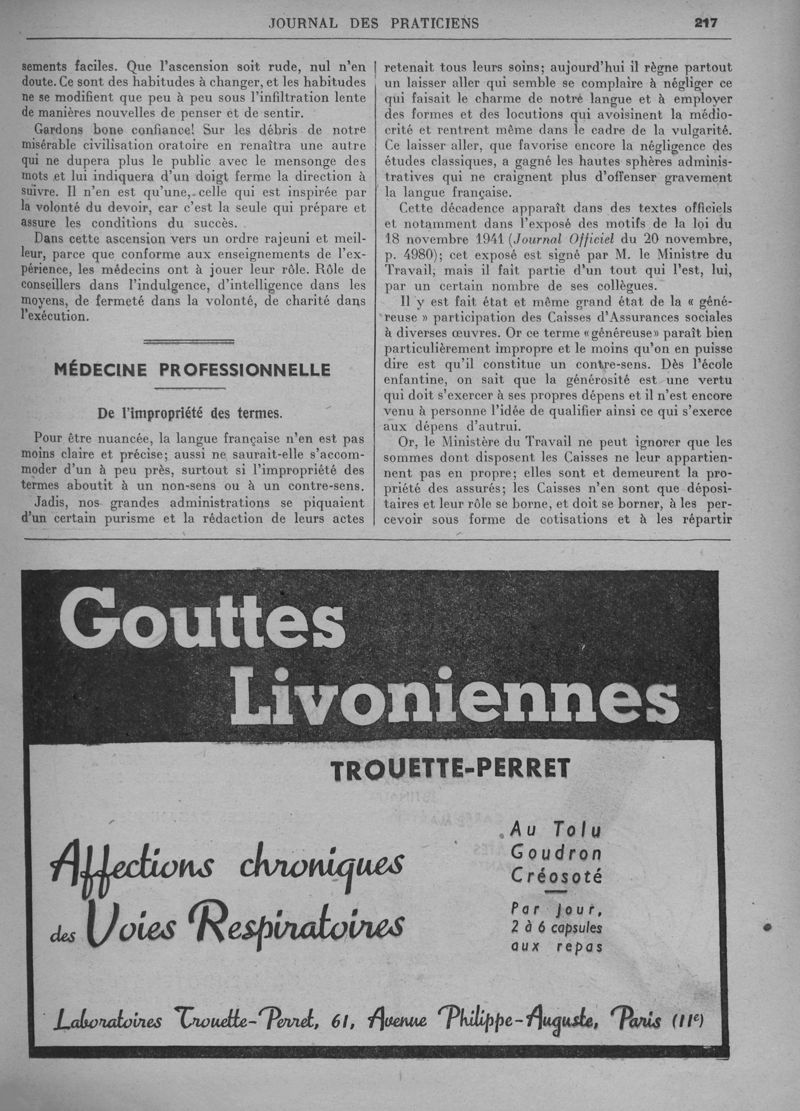 JOURNAL DES PRATICIENS
217
sements faciles. Que l'ascension soit rude, nul n'en
doute. Ce sont des habitudes à changer, et les habitudes
ne se modifient que peu à peu sous l'infiltration lente
de manières nouvelles de penser et de sentir.
Gardons bone confiance! Sur les débris de notre
misérable civilisation oratoire en renaîtra une autre
qui ne dupera plus le public avec le mensonge des
mots et lui indiquera d'un doigt ferme la direction à
suivre. Il n'en est qu'une, celle qui est inspirée par
la volonté du devoir, car c'est la seule qui prépare et
assure les conditions du succès.
Dans cette ascension vers un ordre rajeuni et meil-
leur, parce que conforme aux enseignements de l'ex-
périence, les médecins ont à jouer leur rôle. Rôle de
conseillers dans l'indulgence, d'intelligence dans les
moyens, de fermeté dans la volonté, de charité dans
l'exécution.
MÉDECINE PROFESSIONNELLE
De l'impropriété des termes.
Pour être nuancée, la langue française n'en est pas
moins claire et précise; aussi ne saurait-elle s'accom-
moder d'un à peu près, surtout si l'impropriété des
termes aboutit à un non-sens ou à un contre-sens.
Jadis, nos grandes administrations se piquaient
d'un certain purisme et la rédaction de leurs actes
retenait tous leurs soins; aujourd'hui il règne partout
un laisser aller qui semble se complaire à négliger ce
qui faisait le charme de notre langue et à employer
des formes et des locutions qui avoisinent la médio-
crité et rentrent même dans le cadre de la vulgarité.
Ce laisser aller, que favorise encore la négligence des
études classiques, a gagné les hautes sphères adminis-
tratives qui ne craignent plus d'offenser gravement
la langue française.
Cette décadence apparaît dans des textes officiels
et notamment dans l'exposé des motifs de la loi du
18 novembre 1941 (Journal Officiel du 20 novembre,
p. 4980); cet exposé est signé par M. le Ministre du
Travail, mais il fait partie d'un tout qui l'est, lui,
par un certain nombre de ses collègues.
Il y est fait état et même grand état de la « géné-
reuse » participation des Caisses d'Assurances sociales
à diverses œuvres. Or ce terme «généreuse» paraît bien
particulièrement impropre et le moins qu'on en puisse
dire est qu'il constitue un contre-sens. Dès l'école
enfantine, on sait que la générosité est une vertu
qui doit s'exercer à ses propres dépens et il n'est encore
venu à personne l'idée de qualifier ainsi ce qui s'exerce
aux dépens d'autrui.
Or, le Ministère du Travail ne peut ignorer que les
sommes dont disposent les Caisses ne leur appartien-
nent pas en propre; elles sont et demeurent la pro-
priété des assurés; les Caisses n'en sont que déposi-
taires et leur rôle se borne, et doit se borner, à les per-
cevoir sous forme de cotisations et à les répartir
Gouttes
Livoniennes
TROUETTE-PERRET
Affections chroniques
des Voies Respiratoires
Au Tolu
Goudron
Créosoté
Par jour,
2 à 6 capsules
aux repas
Laboratoires Trouette-Perret, 61, Avenue Philippe-Auguste, Paris (11e)